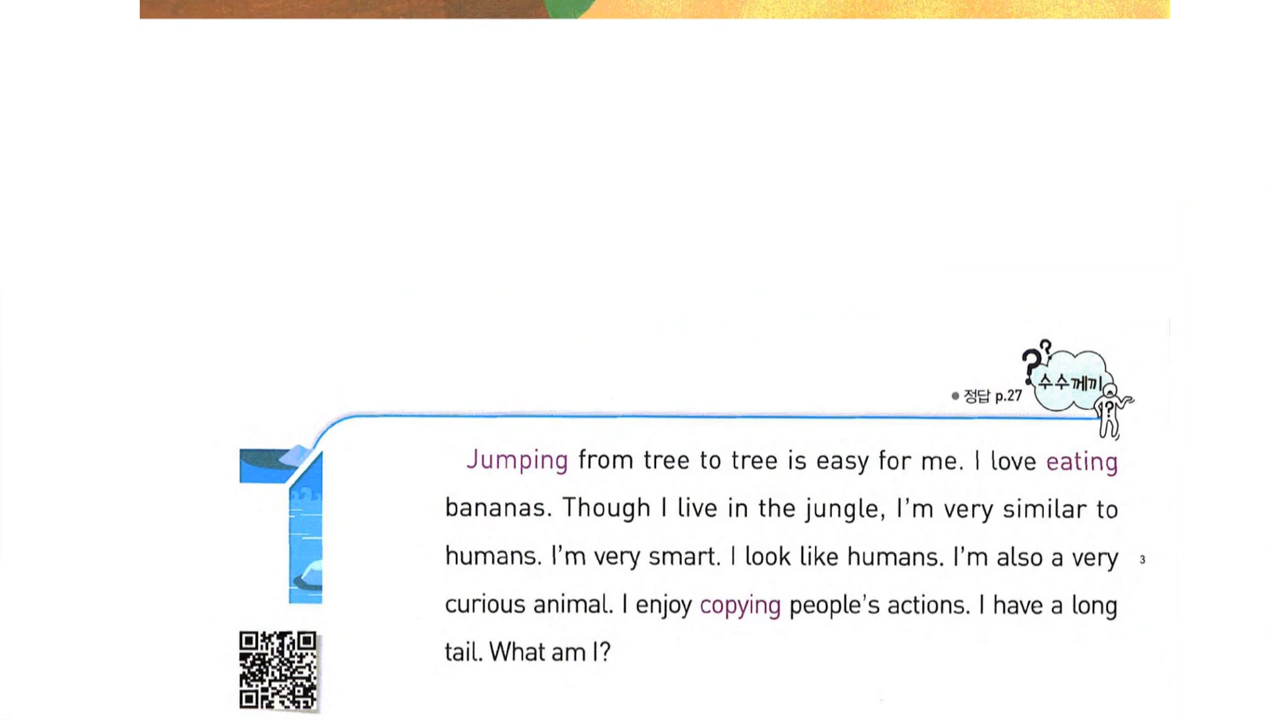 수수께끼
● 정답 p.27
1
Jumping from tree to tree is easy for me. I love eating
bananas. Though I live in the jungle, I'm very similar to
humans. I'm very smart. I look like humans. I'm also a very
3
curious animal. I enjoy copying people's actions. I have a long
tail. What am I?